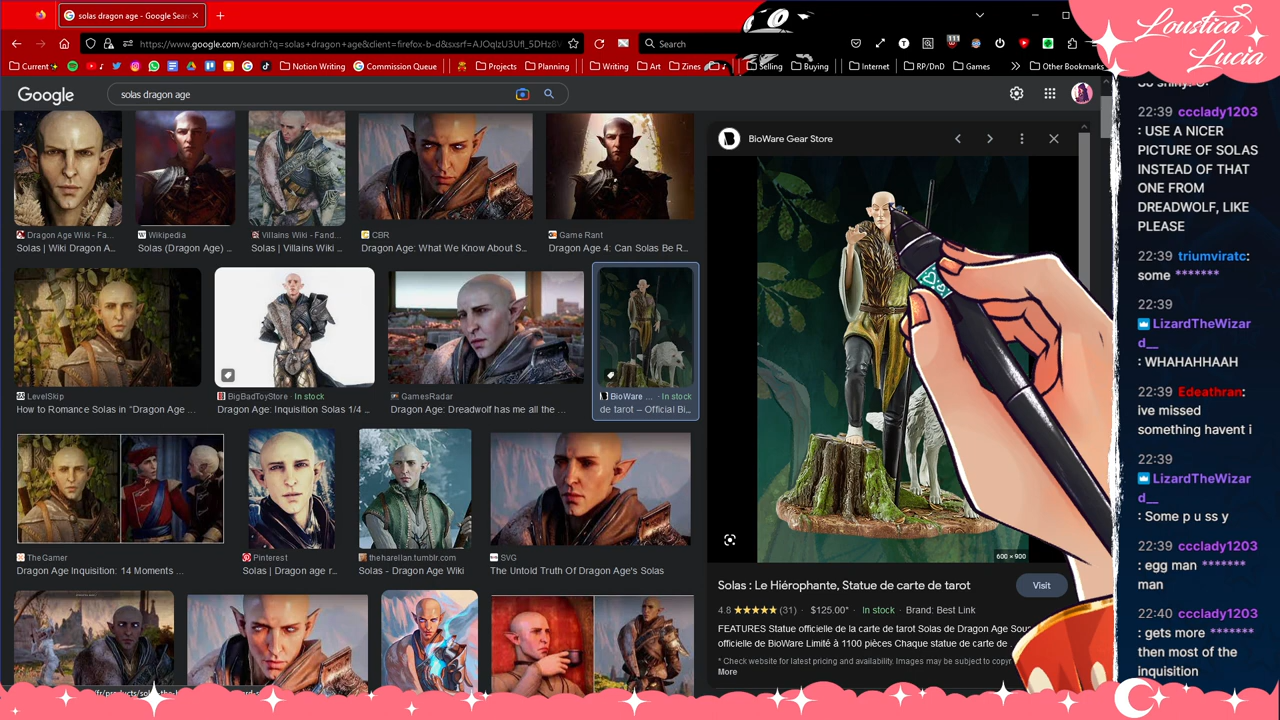 solas dragon age - Google Sear
https://www.google.com/search?q=solas+dragon+age&client=firefox-b-d&sxsrf=AJOqlzU3Ufl_5DHz8
Search
Current
Notion Writing
Commission Queue
Projects
Planning
Writing
Art
Zines
Selling
Buying
Internet
RP/DnD
Games
Other Bookmarks
Loustica
Lucia
Google
solas dragon age
Dragon Age Wiki - Fa...
Solas | Wiki Dragon A...
Wikipedia
Solas (Dragon Age) ...
Villains Wiki - Fand...
Solas | Villains Wiki ...
CBR
Dragon Age: What We Know About S...
Game Rant
Dragon Age 4: Can Solas Be R...
LevelSkip
How to Romance Solas in "Dragon Age ...
BigBadToyStore · In stock
Dragon Age: Inquisition Solas 1/4 ...
GamesRadar
Dragon Age: Dreadwolf has me all the ...
BioWare ... · In stock
de tarot – Official Bi...
TheGamer
Dragon Age Inquisition: 14 Moments ...
Pinterest
Solas | Dragon age r...
theharellan.tumblr.com
Solas - Dragon Age Wiki
SVG
The Untold Truth Of Dragon Age's Solas
BioWare Gear Store
600 × 900
Solas : Le Hiérophante, Statue de carte de tarot
Visit
4.8 ★★★★★ (31) · $125.00* · In stock · Brand: Best Link
FEATURES Statue officielle de la carte de tarot Solas de Dragon Age Sou
officielle de BioWare Limité à 1100 pièces Chaque statue de carte de
* Check website for latest pricing and availability. Images may be subject to copyr
More
So shiny! O-
22:39 ccclady1203
: USE A NICER
PICTURE OF SOLAS
INSTEAD OF THAT
ONE FROM
DREADWOLF, LIKE
PLEASE
22:39 triumviratc:
some *******
22:39
LizardTheWizar
d__
: WHAHAHHAAH
22:39 Edeathran:
ive missed
something havent i
22:39
LizardTheWizar
d__
: Some p u ss y
22:39 ccclady1203
: egg man *******
man
22:40 ccclady1203
: gets more *******
then most of the
inquisition